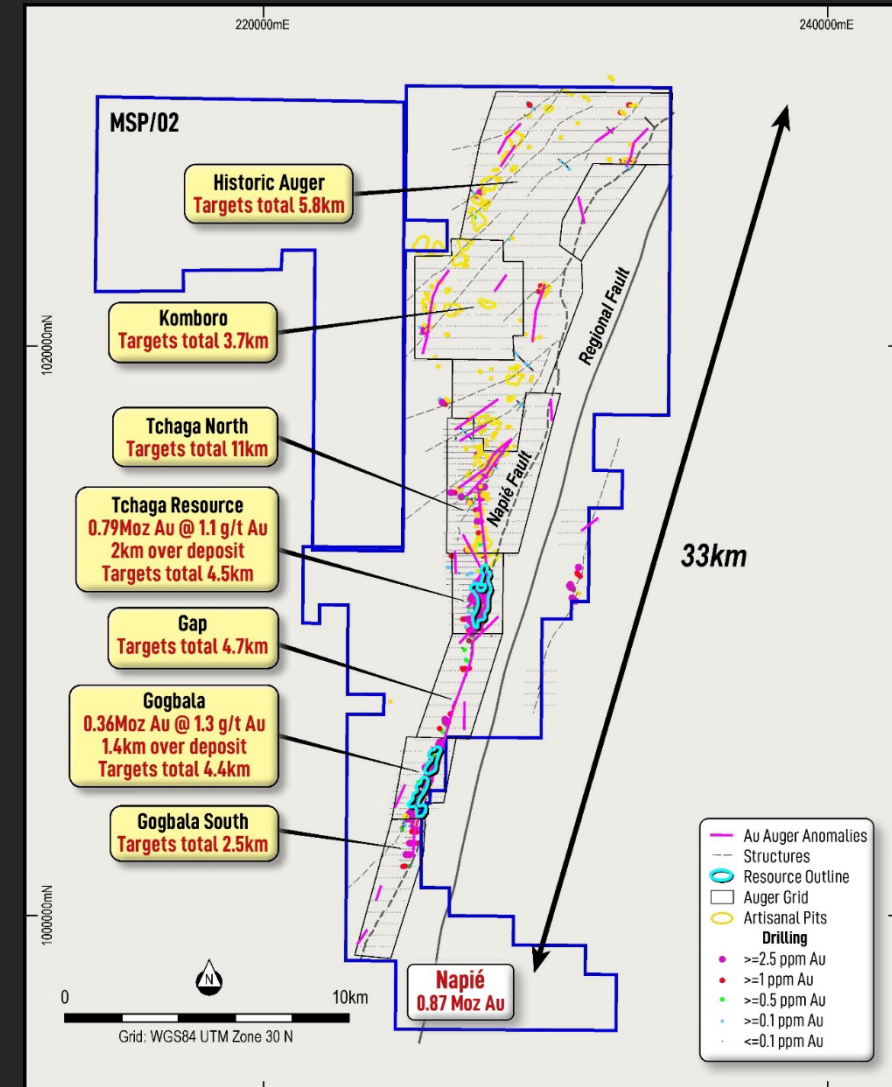 220000mE
240000mE
MSP/02
Historic Auger
Targets total 5.8km
1020000mN
Komboro
Targets total 3.7km
Regional Fault
Tchaga North
Targets total 11km
Napié Fault
Tchaga Resource
0.79Moz Au @ 1.1 g/t Au
2km over deposit
Targets total 4.5km
33km
Gap
Targets total 4.7km
Gogbala
0.36Moz Au @ 1.3 g/t Au
1.4km over deposit
Targets total 4.4km
Gogbala South
Targets total 2.5km
1000000mN
Au Auger Anomalies
Structures
Resource Outline
Auger Grid
Artisanal Pits
Drilling
>=2.5 ppm Au
>=1 ppm Au
>=0.5 ppm Au
>=0.1 ppm Au
<=0.1 ppm Au
Napié
0.87 Moz Au
N
0
10km
Grid: WGS84 UTM Zone 30 N